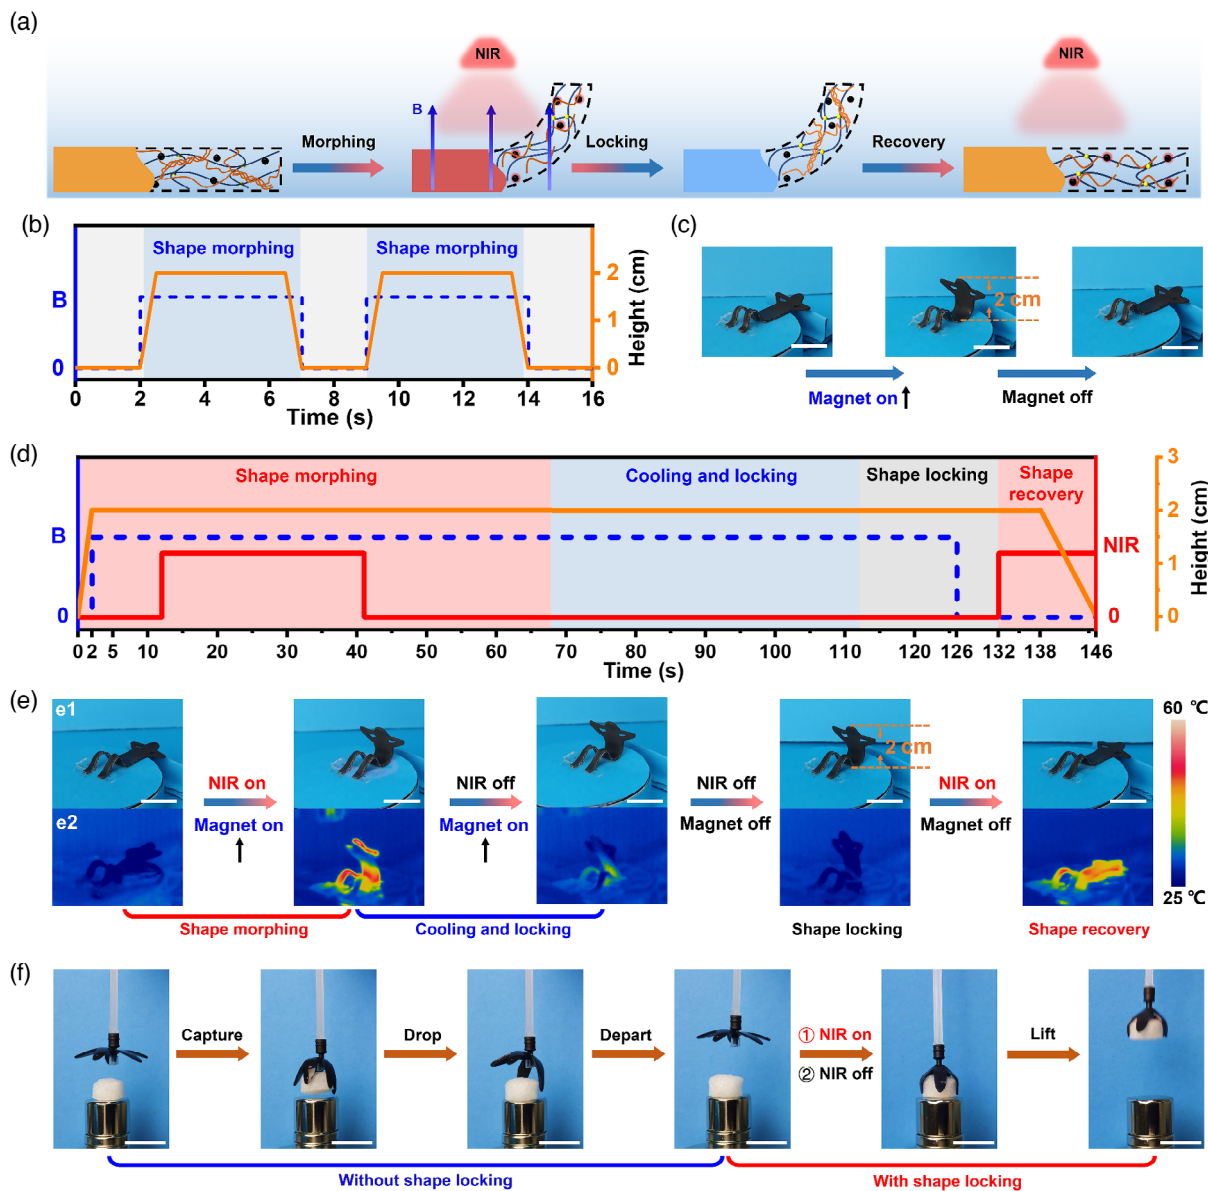 (a)
NIR
NIR
B
Morphing
Locking
Recovery
(b)
Shape morphing
Shape morphing
B
0
2
1
0
Height (cm)
0 2 4 6 8 10 12 14 16
Time (s)
(c)
2 cm
Magnet on
Magnet off
(d)
Shape morphing
Cooling and locking
Shape locking
Shape
recovery
B
0
NIR
0
3
2
1
0
Height (cm)
0 2 5 10 20 30 40 50 60 70 80 90 100 110 120 126 132 138 146
Time (s)
(e)
e1
e2
NIR on
Magnet on
NIR off
Magnet on
NIR off
Magnet off
2 cm
NIR on
Magnet off
60 ℃
25 ℃
Shape morphing
Cooling and locking
Shape locking
Shape recovery
(f)
Capture
Drop
Depart
① NIR on
② NIR off
Lift
Without shape locking
With shape locking